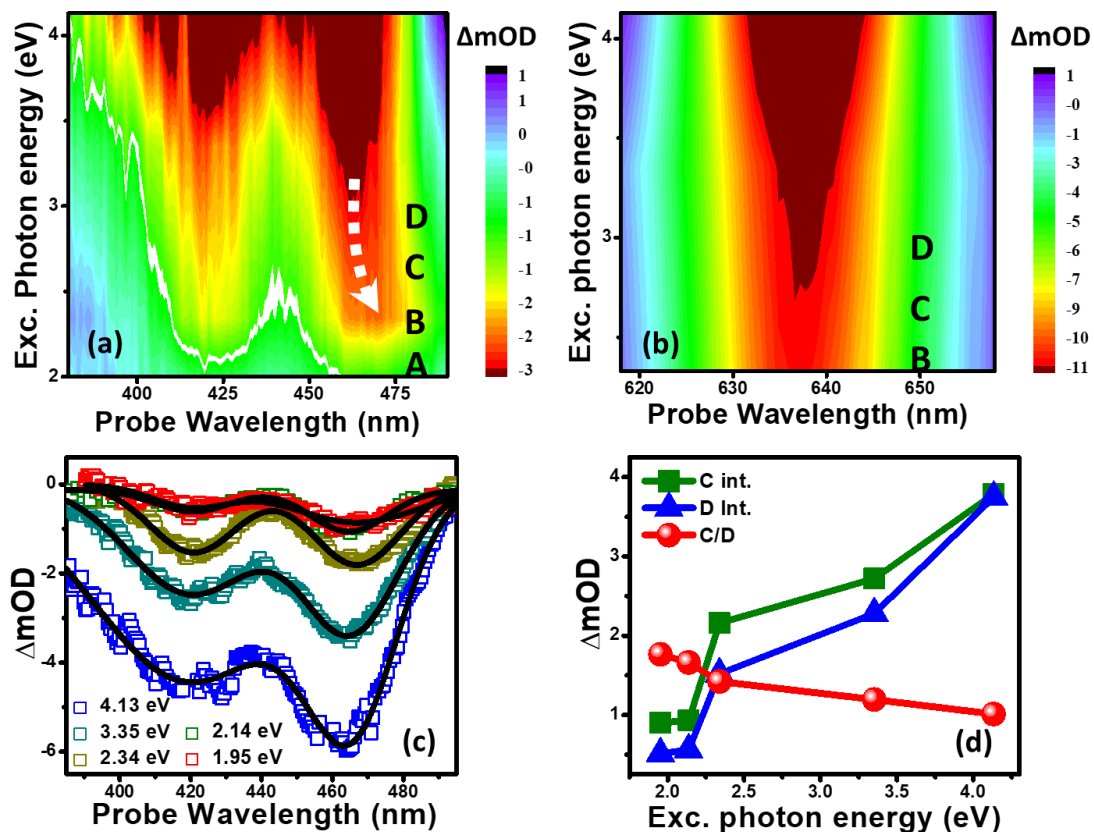 Exc. Photon energy (eV)
4
3
2
400
425
450
475
Probe Wavelength (nm)
(a)
D
C
B
A
ΔmOD
1
1
0
0
-0
-1
-1
-1
-2
-2
-3
-3
Exc. photon energy (eV)
4
3
620
630
640
650
Probe Wavelength (nm)
(b)
D
C
B
ΔmOD
1
-0
-1
-3
-4
-5
-6
-7
-9
-10
-11
ΔmOD
0
-2
-4
-6
400
420
440
460
480
Probe Wavelength (nm)
4.13 eV
3.35 eV
2.14 eV
2.34 eV
1.95 eV
(c)
ΔmOD
4
3
2
1
C int.
D Int.
C/D
(d)
2.0
2.5
3.0
3.5
4.0
Exc. photon energy (eV)